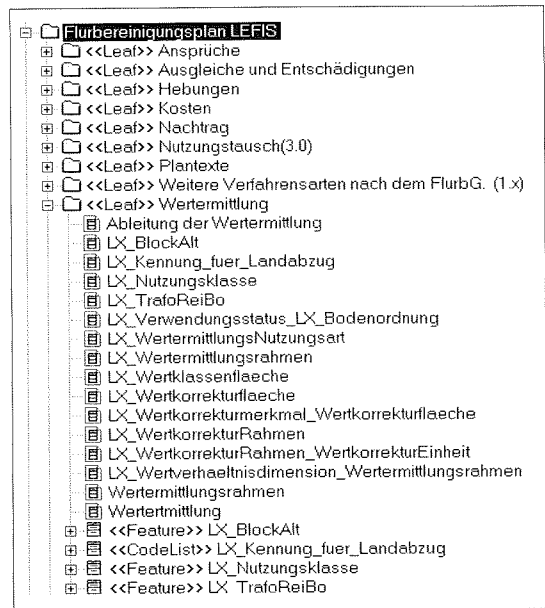 Flurbereinigungsplan LEFIS
<<Leaf>> Ansprüche
<<Leaf>> Ausgleiche und Entschädigungen
<<Leaf>> Hebungen
<<Leaf>> Kosten
<<Leaf>> Nachtrag
<<Leaf>> Nutzungstausch(3.0)
<<Leaf>> Plantexte
<<Leaf>> Weitere Verfahrensarten nach dem FlurbG. (1.x)
<<Leaf>> Wertermittlung
Ableitung der Wertermittlung
LX_BlockAlt
LX_Kennung_fuer_Landabzug
LX_Nutzungsklasse
LX_TrafoReiBo
LX_Verwendungsstatus_LX_Bodenordnung
LX_WertermittlungsNutzungsart
LX_Wertermittlungsrahmen
LX_Wertklassenflaeche
LX_Wertkorrekturflaeche
LX_Wertkorrekturmerkmal_Wertkorrekturflaeche
LX_WertkorrekturRahmen
LX_WertkorrekturRahmen_WertkorrekturEinheit
LX_Wertverhaeltnisdimension_Wertermittlungsrahmen
Wertermittlungsrahmen
Wertertmittlung
<<Feature>> LX_BlockAlt
<<CodeList>> LX_Kennung_fuer_Landabzug
<<Feature>> LX_Nutzungsklasse
<<Feature>> LX_TrafoReiBo